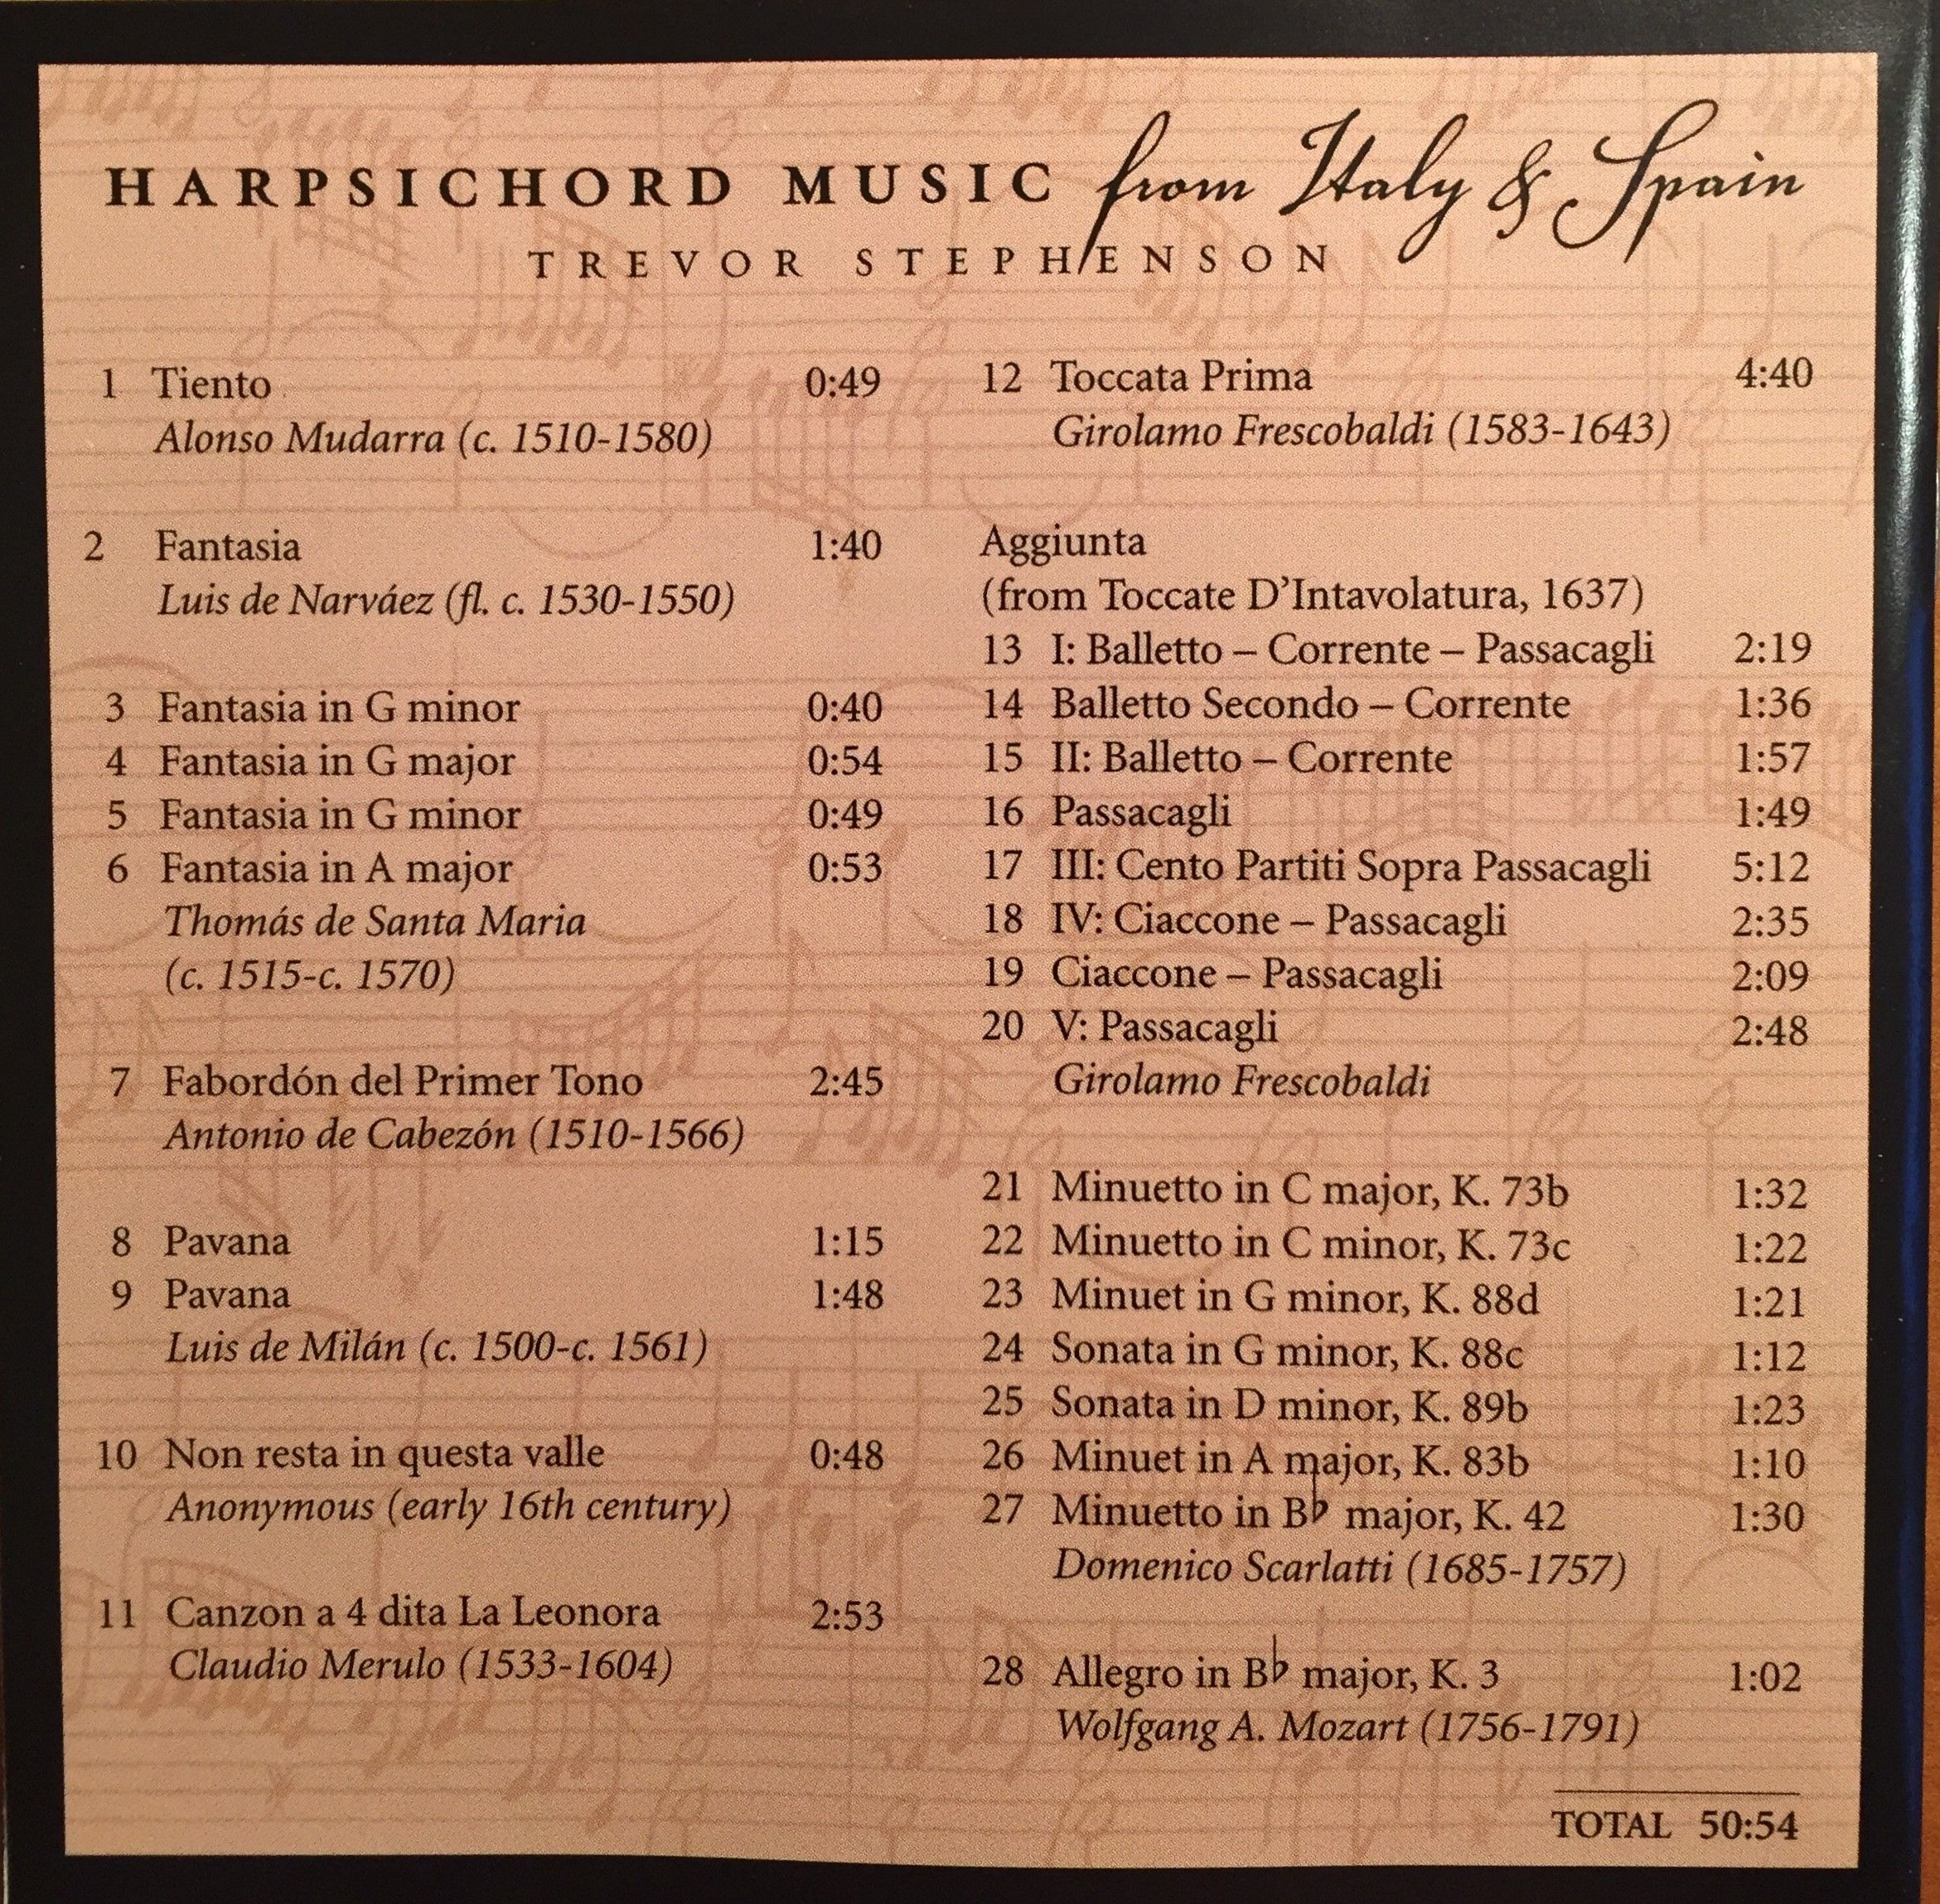 HARPSICHORD MUSIC from Italy & Spain
TREVOR STEPHENSON
1 Tiento 0:49
Alonso Mudarra (c. 1510-1580)
2 Fantasia 1:40
Luis de Narváez (fl. c. 1530-1550)
3 Fantasia in G minor 0:40
4 Fantasia in G major 0:54
5 Fantasia in G minor 0:49
6 Fantasia in A major 0:53
Thomás de Santa Maria
(c. 1515-c. 1570)
7 Fabordón del Primer Tono 2:45
Antonio de Cabezón (1510-1566)
8 Pavana 1:15
9 Pavana 1:48
Luis de Milán (c. 1500-c. 1561)
10 Non resta in questa valle 0:48
Anonymous (early 16th century)
11 Canzon a 4 dita La Leonora 2:53
Claudio Merulo (1533-1604)
12 Toccata Prima 4:40
Girolamo Frescobaldi (1583-1643)
Aggiunta
(from Toccate D’Intavolatura, 1637)
13 I: Balletto – Corrente – Passacagli 2:19
14 Balletto Secondo – Corrente 1:36
15 II: Balletto – Corrente 1:57
16 Passacagli 1:49
17 III: Cento Partiti Sopra Passacagli 5:12
18 IV: Ciaccone – Passacagli 2:35
19 Ciaccone – Passacagli 2:09
20 V: Passacagli 2:48
Girolamo Frescobaldi
21 Minuetto in C major, K. 73b 1:32
22 Minuetto in C minor, K. 73c 1:22
23 Minuet in G minor, K. 88d 1:21
24 Sonata in G minor, K. 88c 1:12
25 Sonata in D minor, K. 89b 1:23
26 Minuet in A major, K. 83b 1:10
27 Minuetto in B♭ major, K. 42 1:30
Domenico Scarlatti (1685-1757)
28 Allegro in B♭ major, K. 3 1:02
Wolfgang A. Mozart (1756-1791)
TOTAL 50:54